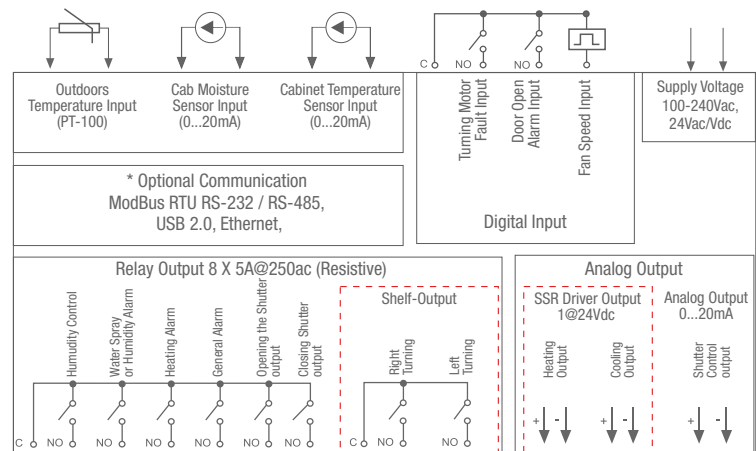 C
NO
NO
Outdoors
Temperature Input
(PT-100)
Cab Moisture
Sensor Input
(0...20mA)
Cabinet Temperature
Sensor Input
(0...20mA)
Turning Motor
Fault Input
Door Open
Alarm Input
Fan Speed Input
Digital Input
Supply Voltage
100-240Vac,
24Vac/Vdc
* Optional Communication
ModBus RTU RS-232 / RS-485,
USB 2.0, Ethernet,
Relay Output 8 X 5A@250ac (Resistive)
Humudity Control
Water Spray
or Humidity Alarm
Heating Alarm
General Alarm
Opening the Shutter
output
Closing Shutter
output
C
NO
NO
NO
NO
NO
NO
Shelf-Output
Right
Turning
Left
Turning
C
NO
NO
Analog Output
SSR Driver Output
1@24Vdc
Heating
Output
Cooling
Output
+
-
+
-
Analog Output
0...20mA
Shutter
Control
output
+
-